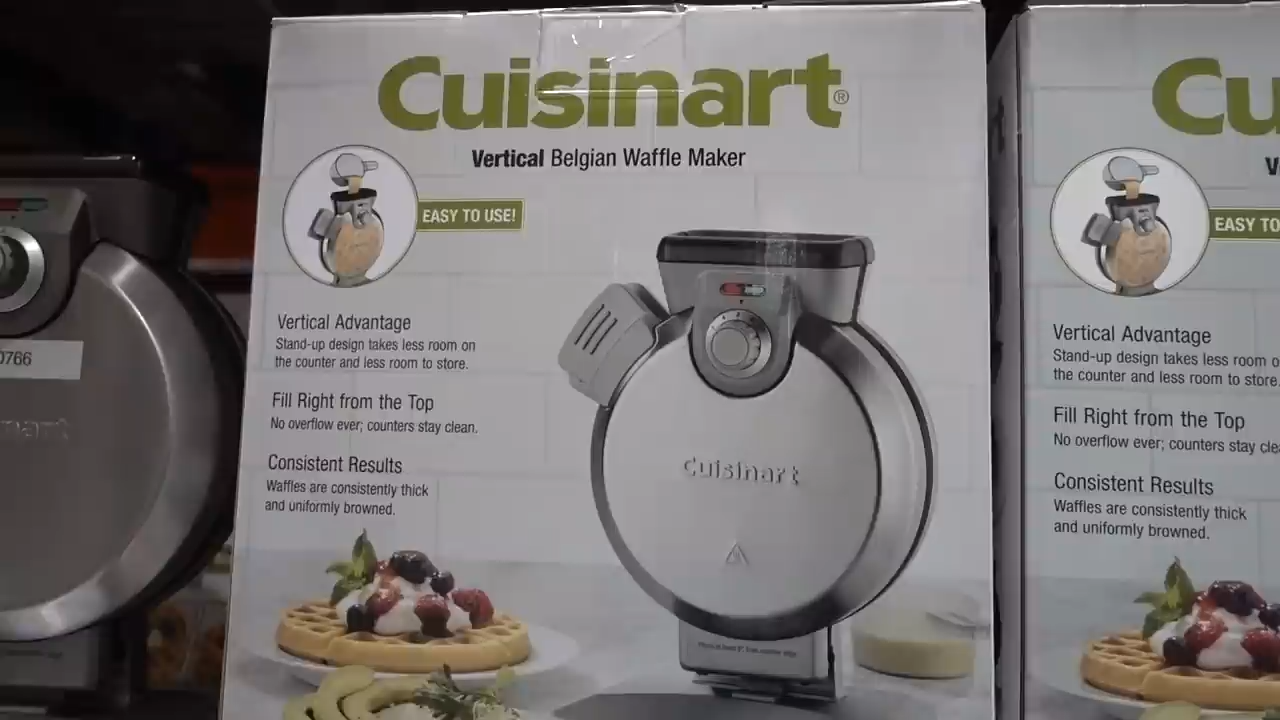 Cuisinart®
Vertical Belgian Waffle Maker
EASY TO USE!
Vertical Advantage
Stand-up design takes less room on
the counter and less room to store.
Fill Right from the Top
No overflow ever; counters stay clean.
Consistent Results
Waffles are consistently thick
and uniformly browned.
Cuisinart
0766
nart
Cu
V
EASY TO
Vertical Advantage
Stand-up design takes less room o
the counter and less room to store.
Fill Right from the Top
No overflow ever; counters stay cle
Consistent Results
Waffles are consistently thick
and uniformly browned.